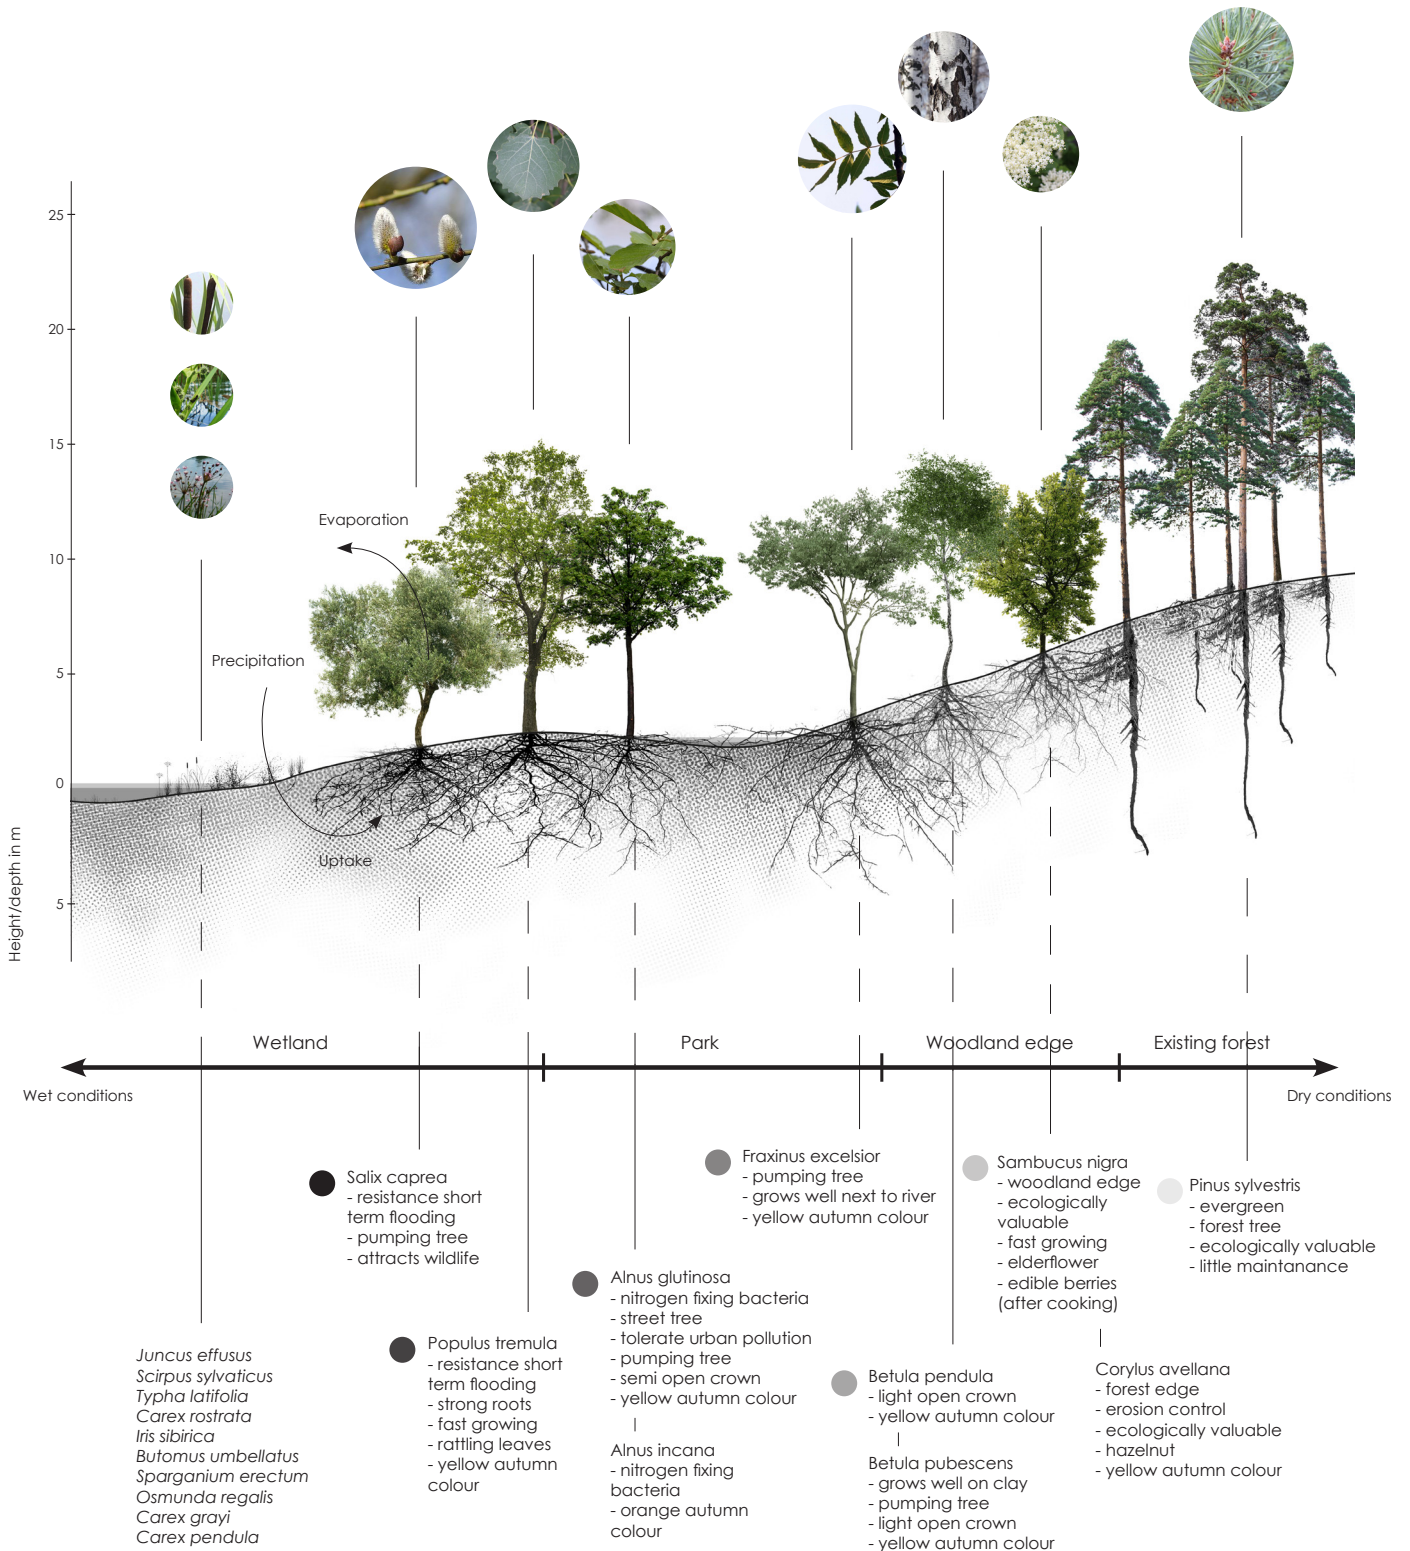 25
20
15
10
5
0
5
Height/depth in m
Evaporation
Precipitation
Uptake
Wetland
Park
Woodland edge
Existing forest
Wet conditions
Dry conditions
Salix caprea
- resistance short
term flooding
- pumping tree
- attracts wildlife
Fraxinus excelsior
- pumping tree
- grows well next to river
- yellow autumn colour
Sambucus nigra
- woodland edge
- ecologically
valuable
- fast growing
- elderflower
- edible berries
(after cooking)
Pinus sylvestris
- evergreen
- forest tree
- ecologically valuable
- little maintanance
Juncus effusus
Scirpus sylvaticus
Typha latifolia
Carex rostrata
Iris sibirica
Butomus umbellatus
Sparganium erectum
Osmunda regalis
Carex grayi
Carex pendula
Populus tremula
- resistance short
term flooding
- strong roots
- fast growing
- rattling leaves
- yellow autumn
colour
Alnus glutinosa
- nitrogen fixing bacteria
- street tree
- tolerate urban pollution
- pumping tree
- semi open crown
- yellow autumn colour
Alnus incana
- nitrogen fixing
bacteria
- orange autumn
colour
Betula pendula
- light open crown
- yellow autumn colour
Betula pubescens
- grows well on clay
- pumping tree
- light open crown
- yellow autumn colour
Corylus avellana
- forest edge
- erosion control
- ecologically valuable
- hazelnut
- yellow autumn colour